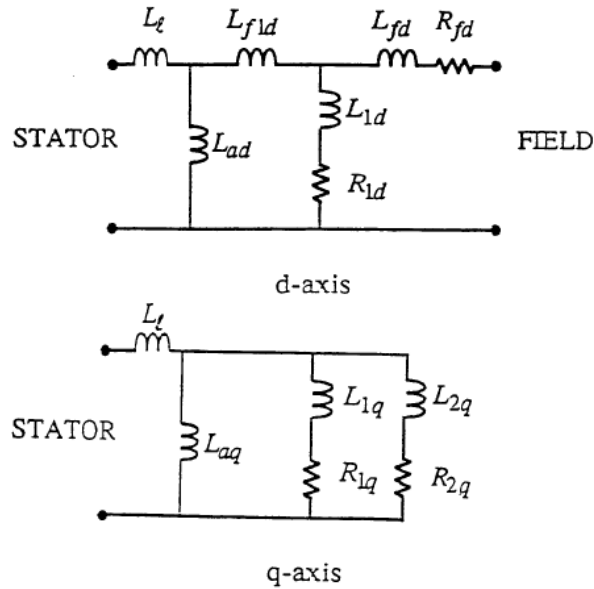 Lℓ Lf1d Lfd Rfd
L1d
STATOR Lad FIELD
R1d
d-axis
Lℓ
L1q L2q
STATOR Laq
R1q R2q
q-axis